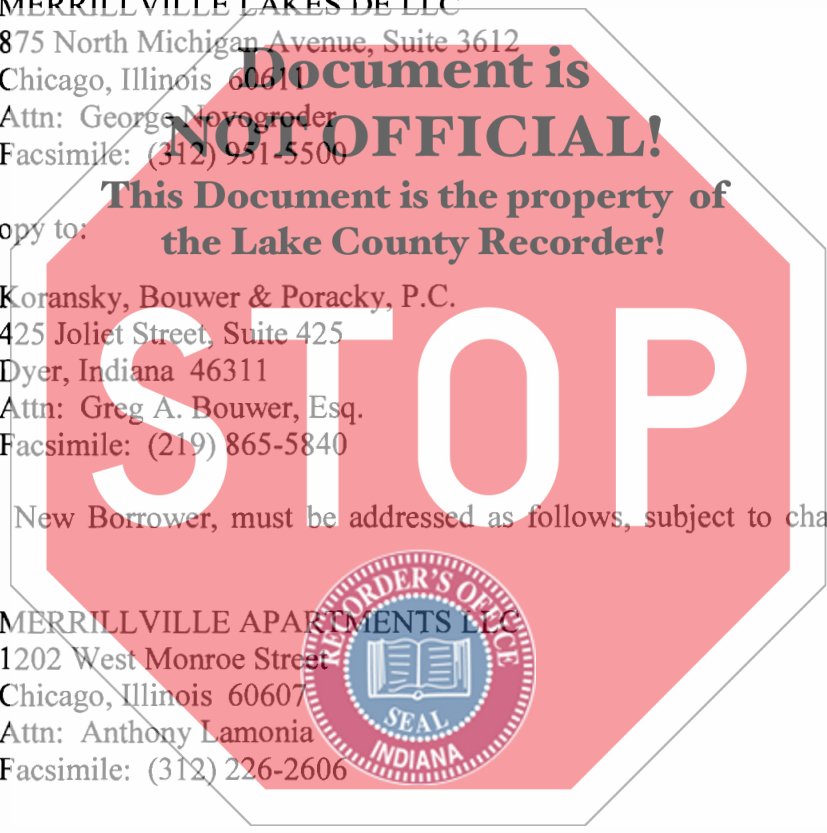 MERRILLVILLE LAKES DE LLC
875 North Michigan Avenue, Suite 3612
Chicago, Illinois 60611
Attn: George Novogroder
Facsimile: (312) 951-5500
Document is
NOT OFFICIAL!
This Document is the property of
the Lake County Recorder!
opy to:
Koransky, Bouwer & Poracky, P.C.
425 Joliet Street, Suite 425
Dyer, Indiana 46311
Attn: Greg A. Bouwer, Esq.
Facsimile: (219) 865-5840
STOP
New Borrower, must be addressed as follows, subject to cha
MERRILLVILLE APARTMENTS LLC
1202 West Monroe Street
Chicago, Illinois 60607
Attn: Anthony Lamonia
Facsimile: (312) 226-2606
RECORDER'S OFFICE
SEAL
INDIANA